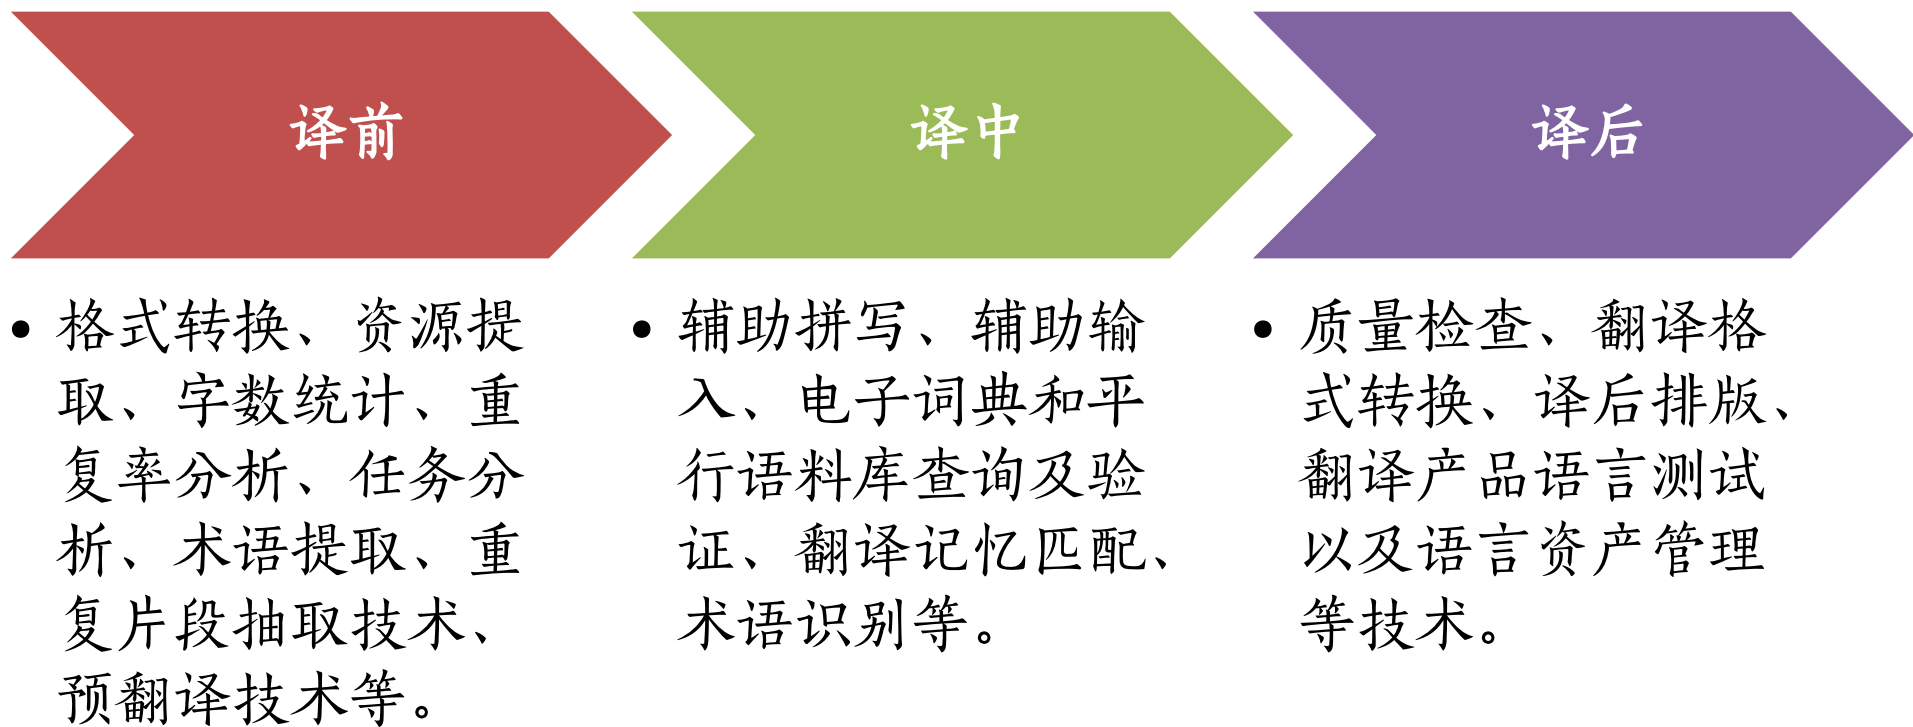 译前
• 格式转换、资源提
取、字数统计、重
复率分析、任务分
析、术语提取、重
复片段抽取技术、
预翻译技术等。
译中
• 辅助拼写、辅助输
入、电子词典和平
行语料库查询及验
证、翻译记忆匹配、
术语识别等。
译后
• 质量检查、翻译格
式转换、译后排版、
翻译产品语言测试
以及语言资产管理
等技术。